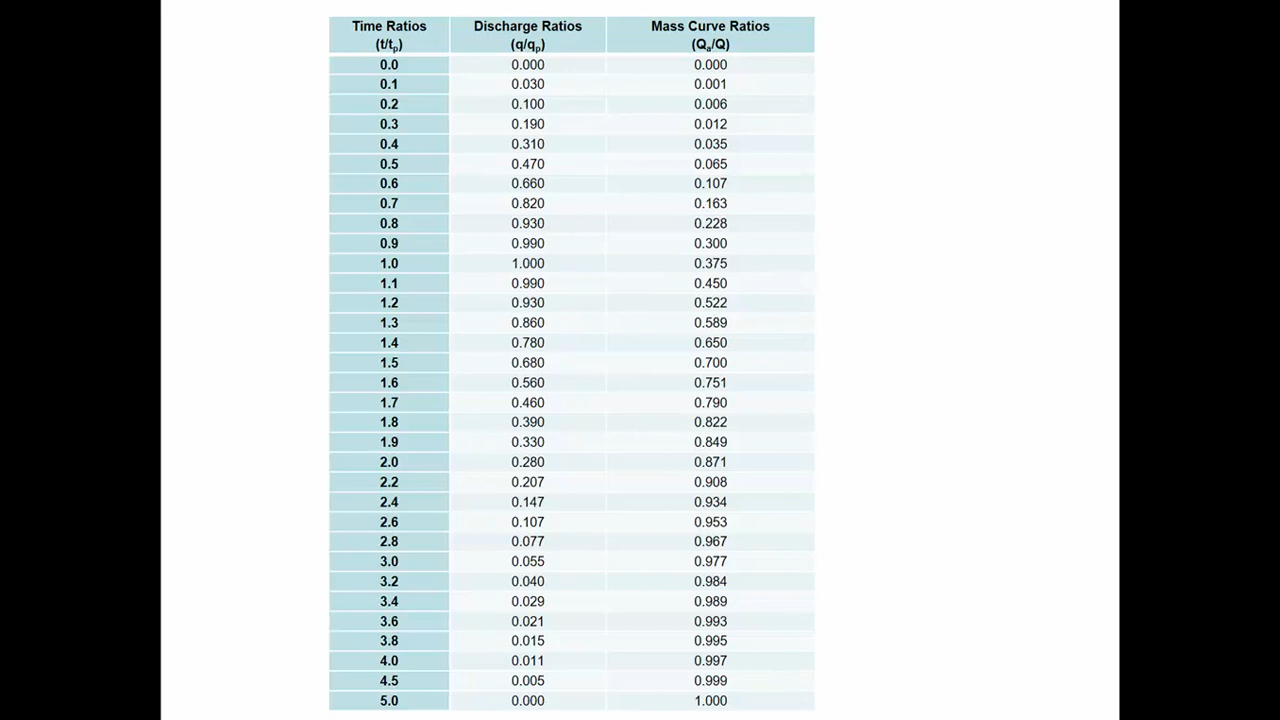 Time Ratios Discharge Ratios Mass Curve Ratios
(t/tp) (q/qp) (Qa/Q)
0.0 0.000 0.000
0.1 0.030 0.001
0.2 0.100 0.006
0.3 0.190 0.012
0.4 0.310 0.035
0.5 0.470 0.065
0.6 0.660 0.107
0.7 0.820 0.163
0.8 0.930 0.228
0.9 0.990 0.300
1.0 1.000 0.375
1.1 0.990 0.450
1.2 0.930 0.522
1.3 0.860 0.589
1.4 0.780 0.650
1.5 0.680 0.700
1.6 0.560 0.751
1.7 0.460 0.790
1.8 0.390 0.822
1.9 0.330 0.849
2.0 0.280 0.871
2.2 0.207 0.908
2.4 0.147 0.934
2.6 0.107 0.953
2.8 0.077 0.967
3.0 0.055 0.977
3.2 0.040 0.984
3.4 0.029 0.989
3.6 0.021 0.993
3.8 0.015 0.995
4.0 0.011 0.997
4.5 0.005 0.999
5.0 0.000 1.000